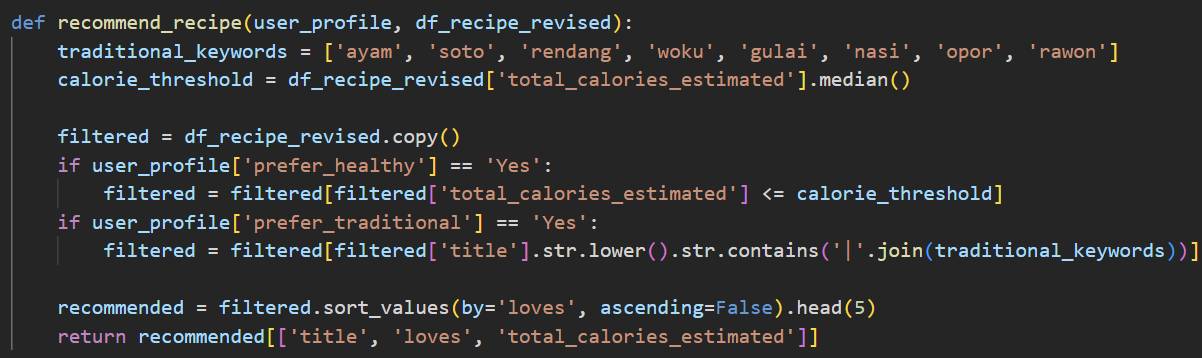 def recommend_recipe(user_profile, df_recipe_revised):
    traditional_keywords = ['ayam', 'soto', 'rendang', 'woku', 'gulai', 'nasi', 'opor', 'rawon']
    calorie_threshold = df_recipe_revised['total_calories_estimated'].median()

    filtered = df_recipe_revised.copy()
    if user_profile['prefer_healthy'] == 'Yes':
        filtered = filtered[filtered['total_calories_estimated'] <= calorie_threshold]
    if user_profile['prefer_traditional'] == 'Yes':
        filtered = filtered[filtered['title'].str.lower().str.contains('|'.join(traditional_keywords))]

    recommended = filtered.sort_values(by='loves', ascending=False).head(5)
    return recommended[['title', 'loves', 'total_calories_estimated']]